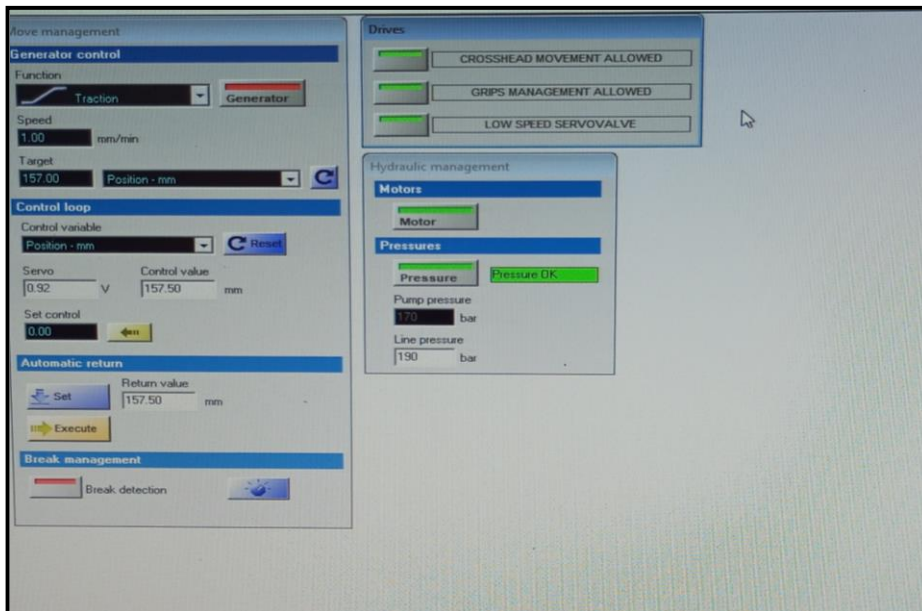 Move management
Generator control
Function
Traction
Generator
Speed
1.00 mm/min
Target
157.00 Position - mm
Control loop
Control variable
Position - mm
Reset
Servo Control value
0.92 V 157.50 mm
Set control
0.00
Automatic return
Return value
Set 157.50 mm
Execute
Break management
Break detection
Drives
CROSSHEAD MOVEMENT ALLOWED
GRIPS MANAGEMENT ALLOWED
LOW SPEED SERVOVALVE
Hydraulic management
Motors
Motor
Pressures
Pressure Pressure OK
Pump pressure
170 bar
Line pressure
190 bar